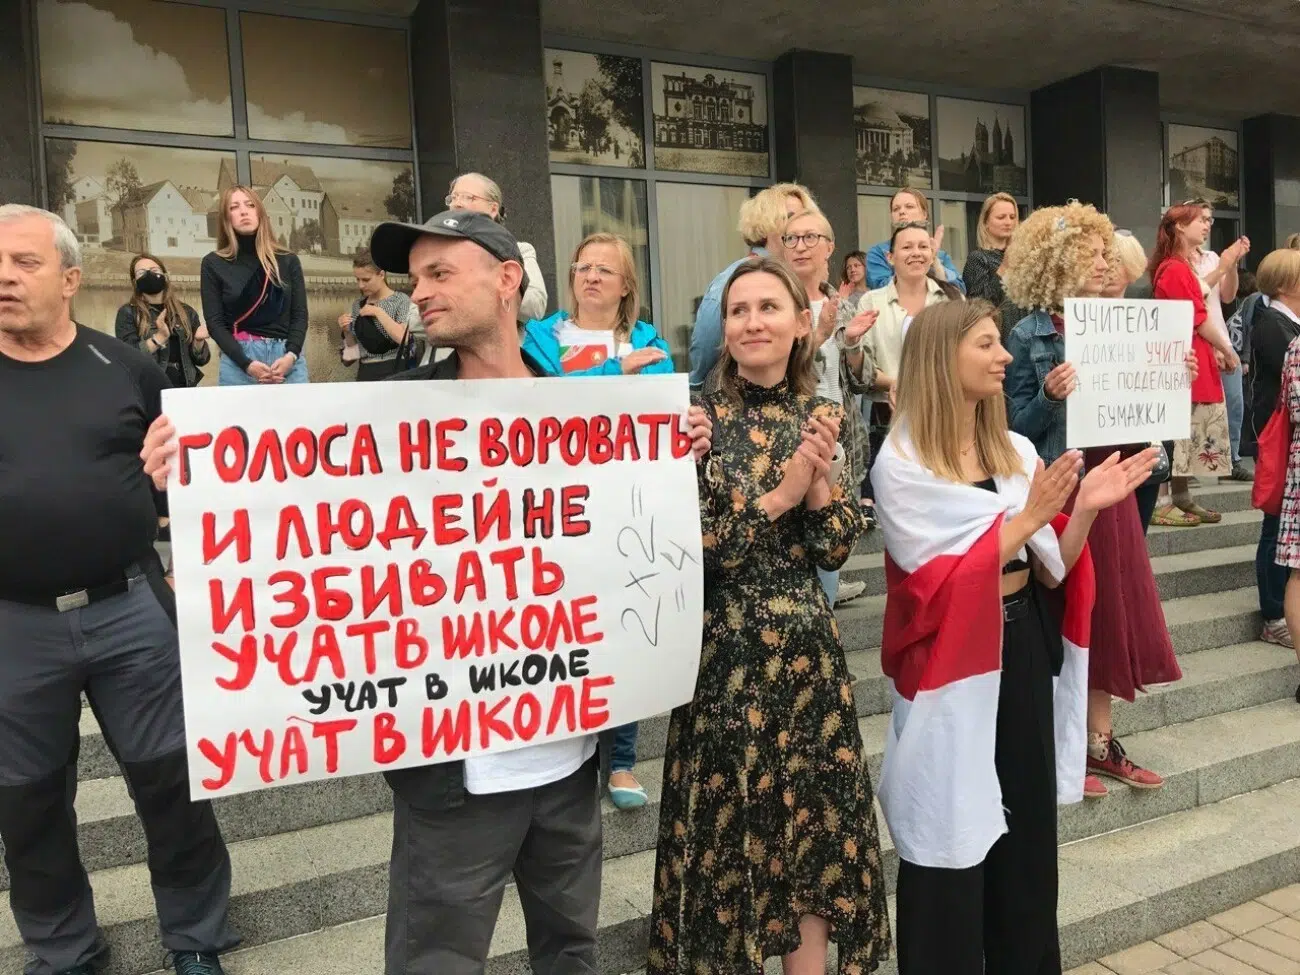 ГОЛОСА НЕ ВОРОВАТЬ
И ЛЮДЕЙ НЕ
ИЗБИВАТЬ
УЧАТ В ШКОЛЕ
УЧАТ В ШКОЛЕ
УЧАТ В ШКОЛЕ
2×2=
=4
УЧИТЕЛЯ
ДОЛЖНЫ УЧИТЬ
А НЕ ПОДДЕЛЫВАТЬ
БУМАЖКИ